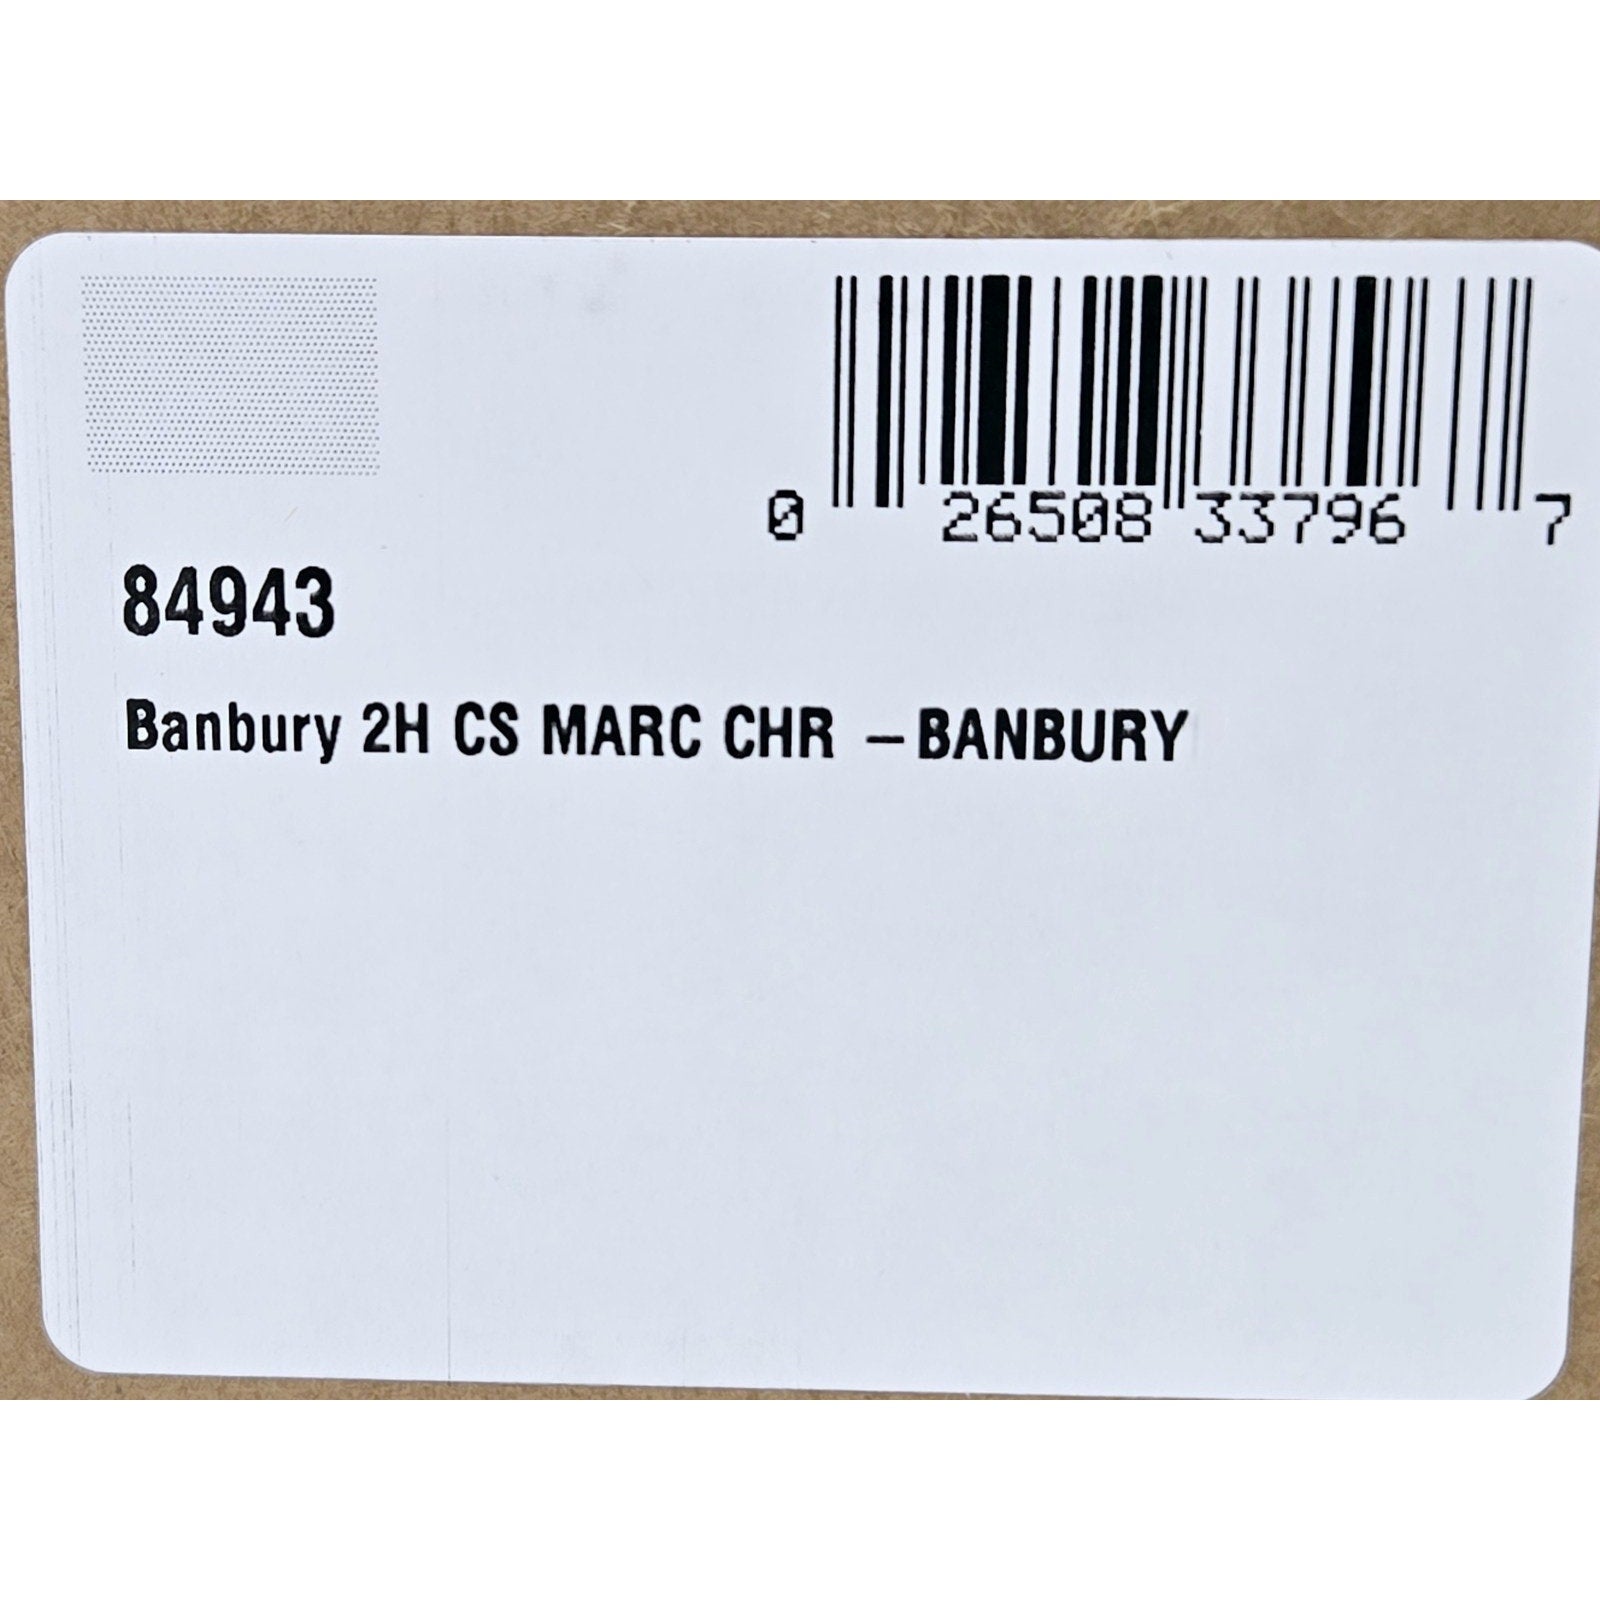 0 26508 33796 7
84943
Banbury 2H CS MARC CHR – BANBURY